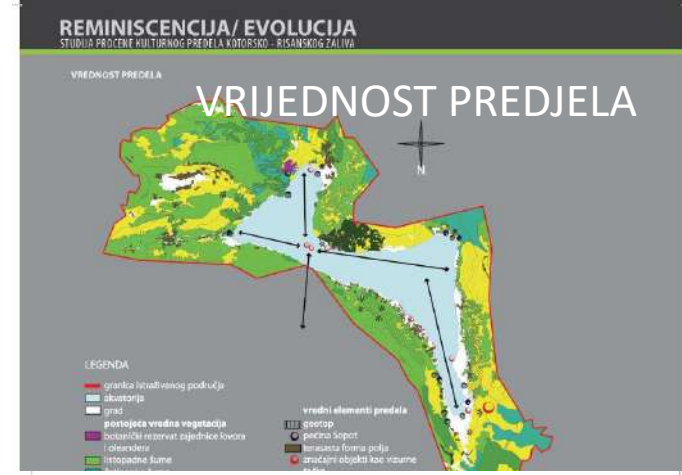 REMINISCENCIJA/ EVOLUCIJA
STUDIJA PROCENE KULTURNOG PREDELA KOTORSKO - RISANSKOG ZALIVA
VREDNOST PREDELA
VRIJEDNOST PREDJELA
N
LEGENDA
granica istraživanog područja
akvatorija
grad
postojeća vredna vegetacija
botanički rezervat zajednice lovora
i oleandera
listopadne šume
vredni elementi predela
geotop
pećina Sopot
terasasta forma polja
značajni objekti kao vizurne